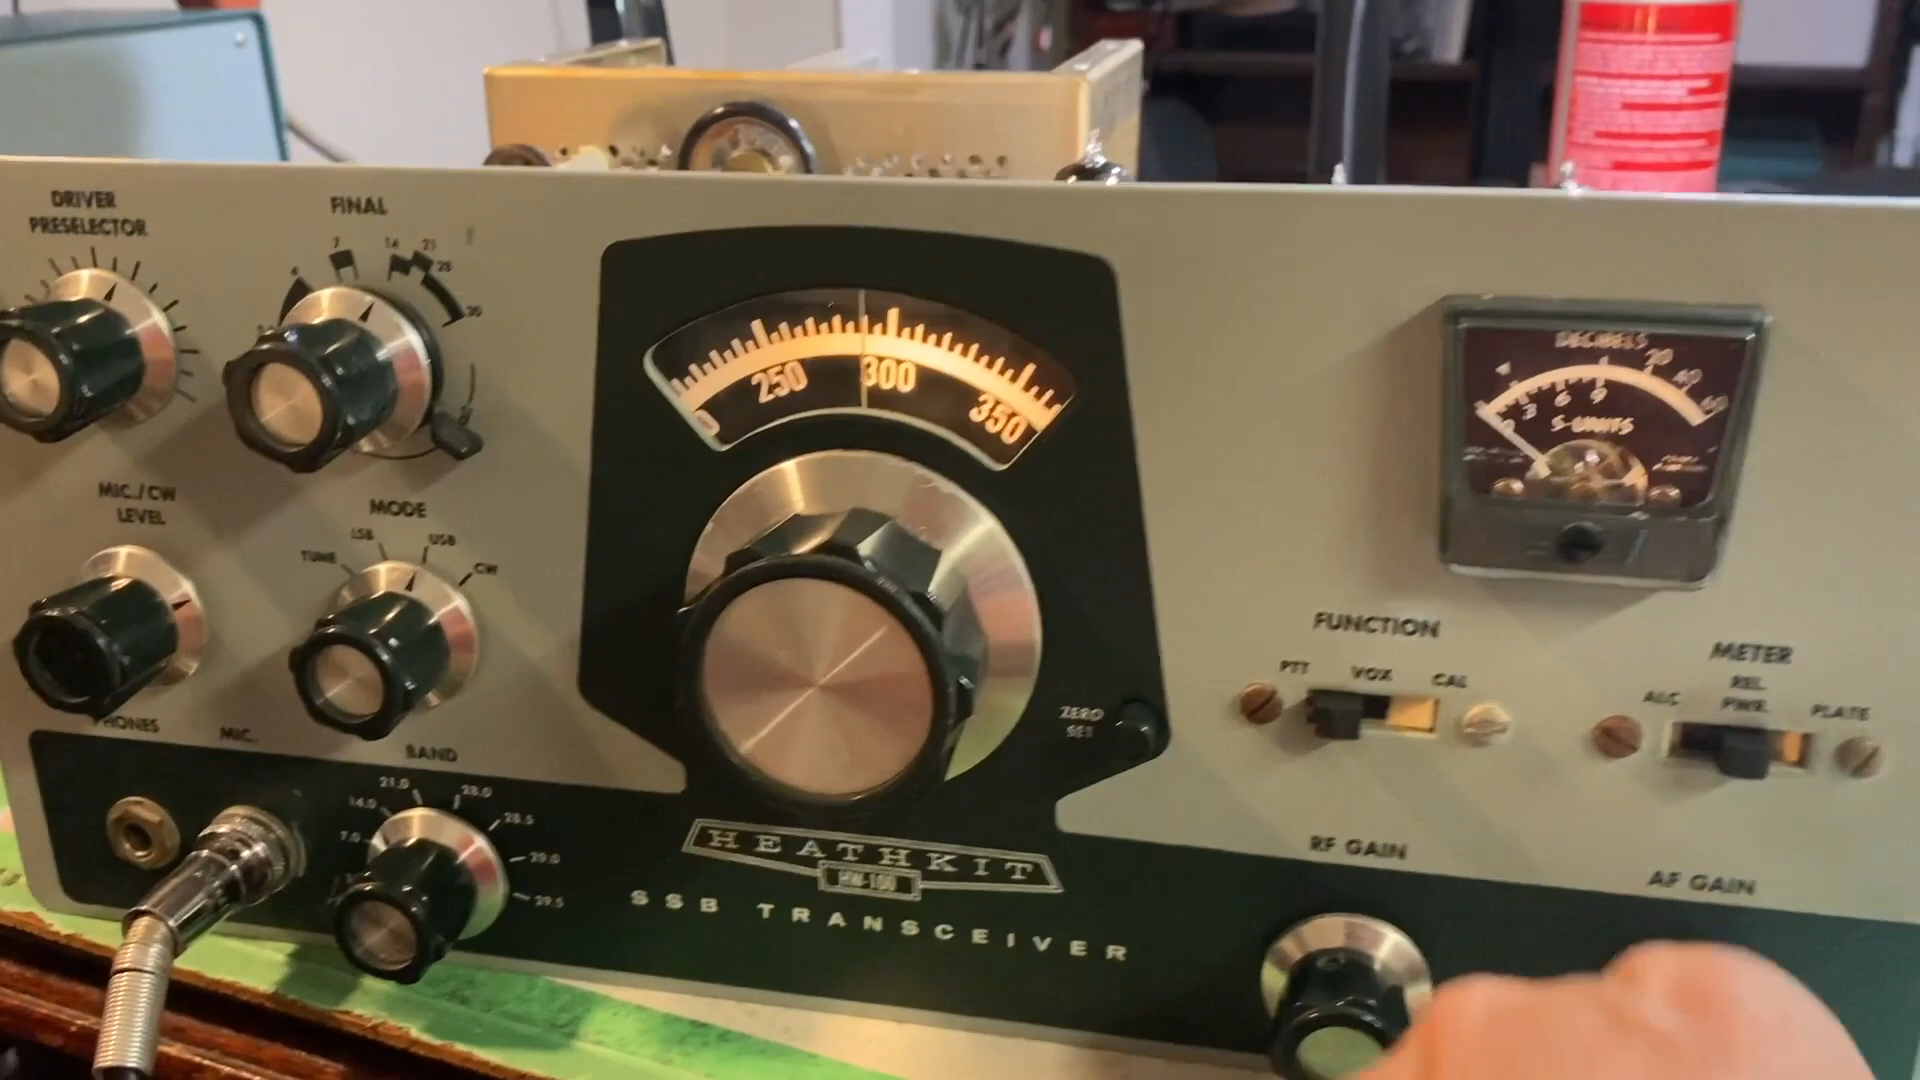 DRIVER
PRESELECTOR
FINAL
7
14
21
28
30
250
300
350
DECIBELS
20
40
60
3
6
9
S-UNITS
MIC./CW
LEVEL
MODE
TUNE
LSB
USB
CW
PHONES
MIC.
BAND
7.0
14.0
21.0
28.0
28.5
29.0
29.5
ZERO
SET
HEATHKIT
HW-100
SSB TRANSCEIVER
FUNCTION
PTT
VOX
CAL
METER
ALC
REL.
PWR.
PLATE
RF GAIN
AF GAIN